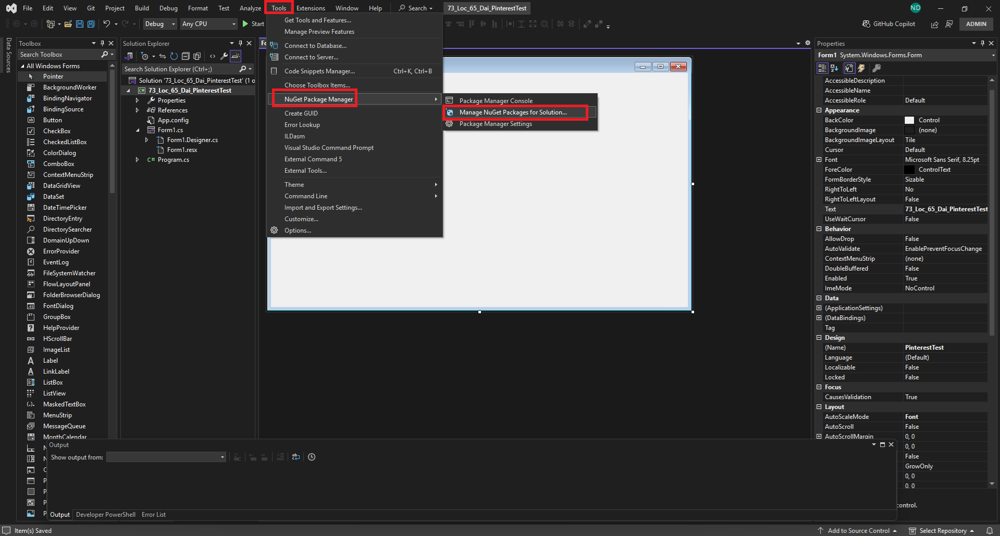 File Edit View Git Project Build Debug Format Test Analyze Tools Extensions Window Help Search 73_Loc_65_Dai_PinterestTest ND
Debug Any CPU Start GitHub Copilot ADMIN
Data Sources
Toolbox
Search Toolbox
All Windows Forms
Pointer
BackgroundWorker
BindingNavigator
BindingSource
Button
CheckBox
CheckedListBox
ColorDialog
ComboBox
ContextMenuStrip
DataGridView
DataSet
DateTimePicker
DirectoryEntry
DirectorySearcher
DomainUpDown
ErrorProvider
EventLog
FileSystemWatcher
FlowLayoutPanel
FolderBrowserDialog
FontDialog
GroupBox
HelpProvider
HScrollBar
ImageList
Label
LinkLabel
ListBox
ListView
MaskedTextBox
MenuStrip
MessageQueue
MonthCalendar
Solution Explorer
Search Solution Explorer (Ctrl+;)
Solution '73_Loc_65_Dai_PinterestTest' (1 o
73_Loc_65_Dai_PinterestTest
Properties
References
App.config
Form1.cs
Form1.Designer.cs
Form1.resx
C# Program.cs
Get Tools and Features...
Manage Preview Features
Connect to Database...
Connect to Server...
Code Snippets Manager... Ctrl+K, Ctrl+B
Choose Toolbox Items...
NuGet Package Manager
Create GUID
Error Lookup
ILDasm
Visual Studio Command Prompt
External Command 5
External Tools...
Theme
Command Line
Import and Export Settings...
Customize...
Options...
Package Manager Console
Manage NuGet Packages for Solution...
Package Manager Settings
Properties
Form1 System.Windows.Forms.Form
AccessibleDescription
AccessibleName
AccessibleRole Default
Appearance
BackColor Control
BackgroundImage (none)
BackgroundImageLayout Tile
Cursor Default
Font Microsoft Sans Serif, 8.25pt
ForeColor ControlText
FormBorderStyle Sizable
RightToLeft No
RightToLeftLayout False
Text 73_Loc_65_Dai_PinterestTest
UseWaitCursor False
Behavior
AllowDrop False
AutoValidate EnablePreventFocusChange
ContextMenuStrip (none)
DoubleBuffered False
Enabled True
ImeMode NoControl
Data
(ApplicationSettings)
(DataBindings)
Tag
Design
(Name) PinterestTest
Language (Default)
Localizable False
Locked False
Focus
CausesValidation True
Layout
AutoScaleMode Font
AutoScroll False
AutoScrollMargin 0, 0
0, 0
False
GrowOnly
0, 0
0, 0
control.
Output
Show output from:
Output Developer PowerShell Error List
Item(s) Saved Add to Source Control Select Repository